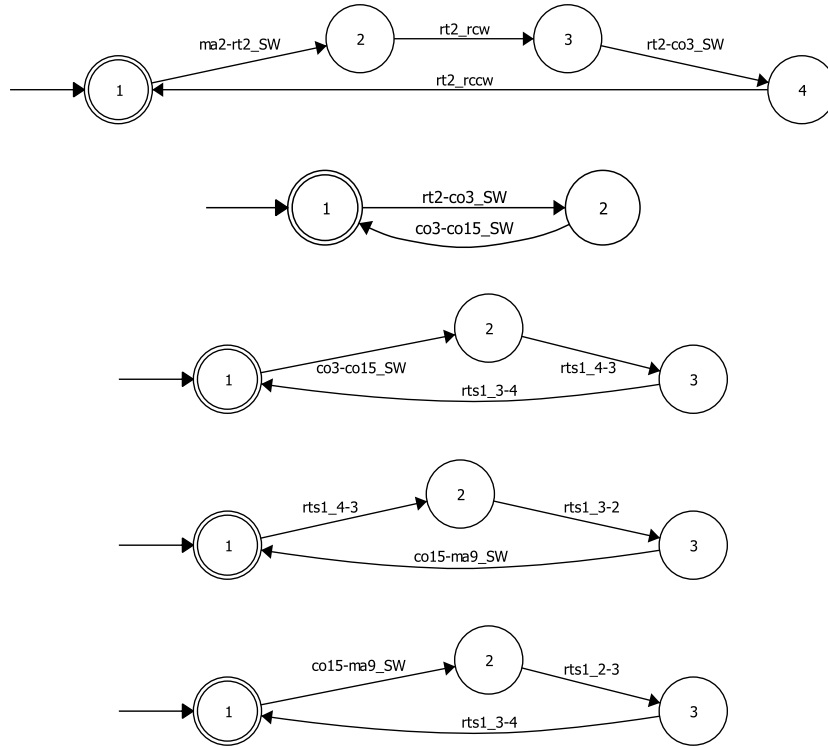 ma2-rt2_SW
2
rt2_rcw
3
rt2-co3_SW
1
rt2_rccw
4
1
rt2-co3_SW
2
co3-co15_SW
1
co3-co15_SW
2
rts1_4-3
3
rts1_3-4
1
rts1_4-3
2
rts1_3-2
3
co15-ma9_SW
1
co15-ma9_SW
2
rts1_2-3
3
rts1_3-4